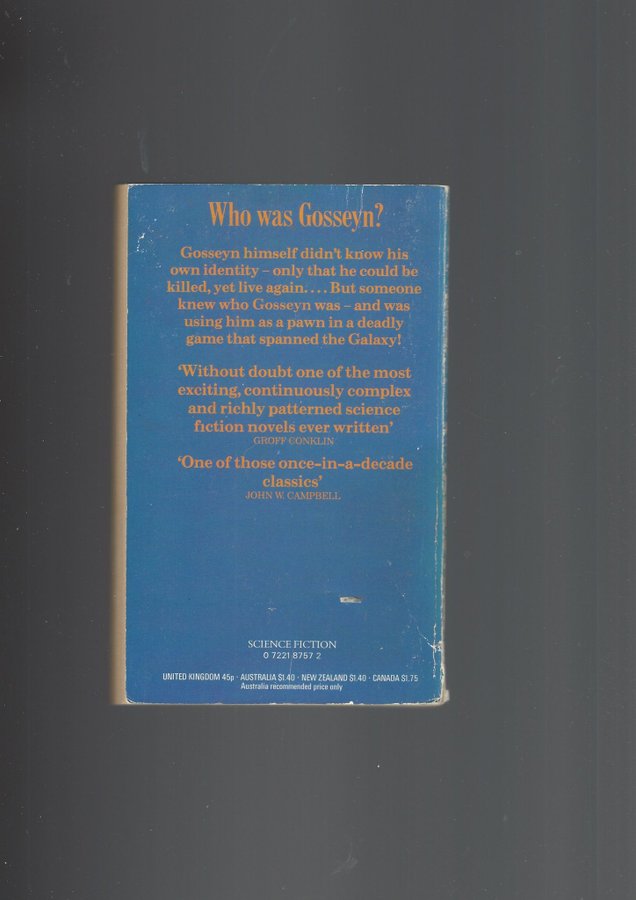 Who was Gosseyn?
Gosseyn himself didn't know his
own identity – only that he could be
killed, yet live again.... But someone
knew who Gosseyn was – and was
using him as a pawn in a deadly
game that spanned the Galaxy!
'Without doubt one of the most
exciting, continuously complex
and richly patterned science
fiction novels ever written'
GROFF CONKLIN
'One of those once-in-a-decade
classics'
JOHN W. CAMPBELL
SCIENCE FICTION
0 7221 8757 2
UNITED KINGDOM 45p · AUSTRALIA $1.40 · NEW ZEALAND $1.40 · CANADA $1.75
Australia recommended price only